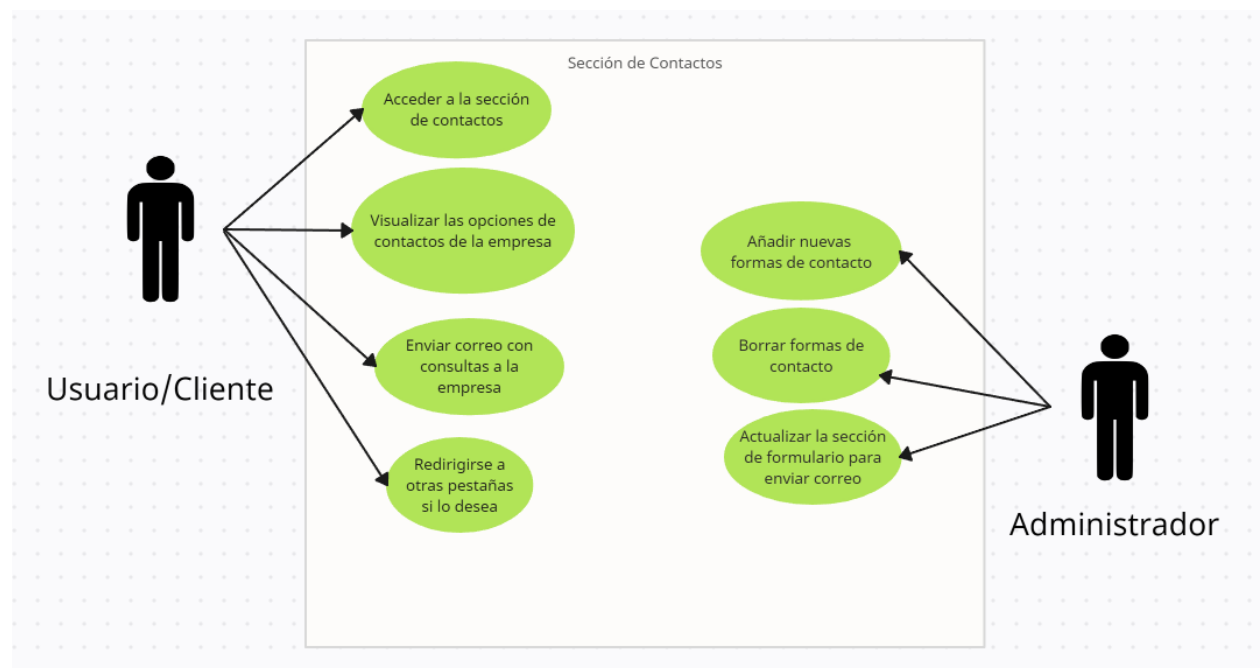 Sección de Contactos
Acceder a la sección
de contactos
Visualizar las opciones de
contactos de la empresa
Enviar correo con
consultas a la
empresa
Redirigirse a
otras pestañas
si lo desea
Usuario/Cliente
Añadir nuevas
formas de contacto
Borrar formas de
contacto
Actualizar la sección
de formulario para
enviar correo
Administrador